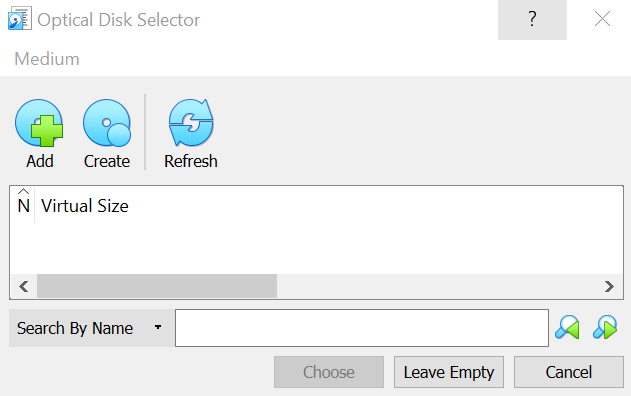 Optical Disk Selector
?
Medium
Add Create Refresh
N Virtual Size
Search By Name
Choose Leave Empty Cancel